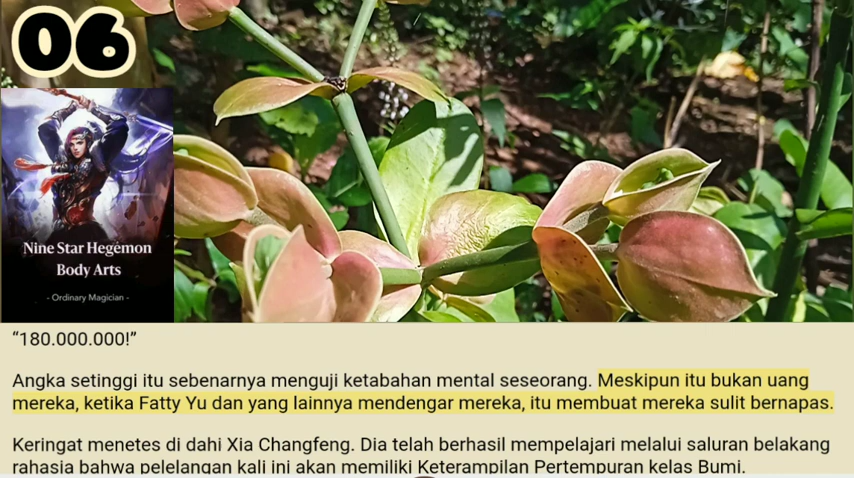 06
Nine Star Hegemon
Body Arts
- Ordinary Magician -
“180.000.000!”
Angka setinggi itu sebenarnya menguji ketabahan mental seseorang. Meskipun itu bukan uang
mereka, ketika Fatty Yu dan yang lainnya mendengar mereka, itu membuat mereka sulit bernapas.
Keringat menetes di dahi Xia Changfeng. Dia telah berhasil mempelajari melalui saluran belakang
rahasia bahwa pelelangan kali ini akan memiliki Keterampilan Pertempuran kelas Bumi.